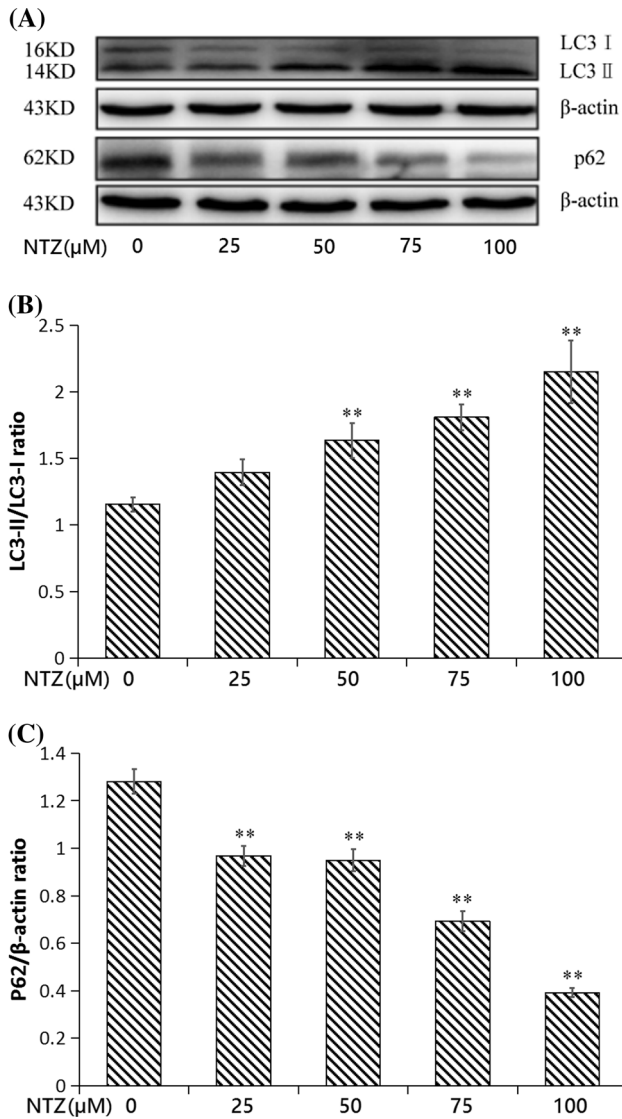 (A)
16KD LC3 Ⅰ
14KD LC3 Ⅱ
43KD β-actin
62KD p62
43KD β-actin
NTZ(μM) 0 25 50 75 100
(B)
2.5
2
1.5
1
0.5
0
LC3-II/LC3-I ratio
** ** **
NTZ(μM) 0 25 50 75 100
(C)
1.4
1.2
1
0.8
0.6
0.4
0.2
0
P62/β-actin ratio
** ** ** **
NTZ(μM) 0 25 50 75 100